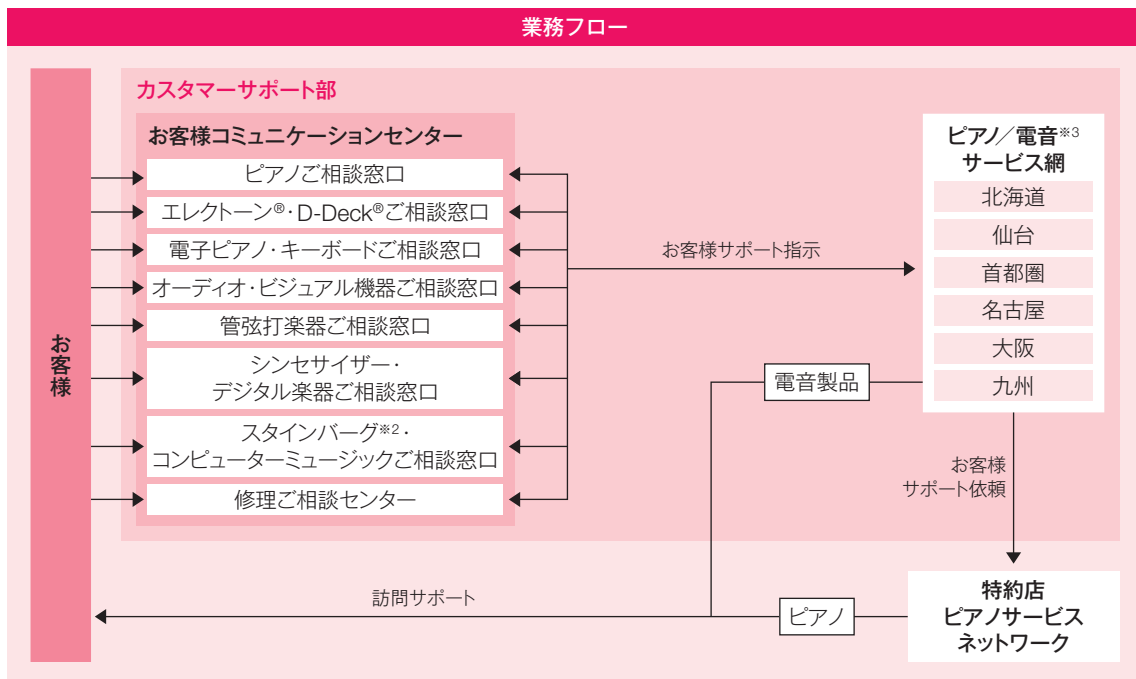 業務フロー
お客様
カスタマーサポート部
お客様コミュニケーションセンター
ピアノご相談窓口
エレクトーン®・D-Deck®ご相談窓口
電子ピアノ・キーボードご相談窓口
オーディオ・ビジュアル機器ご相談窓口
管弦打楽器ご相談窓口
シンセサイザー・
デジタル楽器ご相談窓口
スタインバーグ※2・
コンピューターミュージックご相談窓口
修理ご相談センター
お客様サポート指示
ピアノ／電音※3
サービス網
北海道
仙台
首都圏
名古屋
大阪
九州
電音製品
お客様
サポート依頼
訪問サポート
ピアノ
特約店
ピアノサービス
ネットワーク